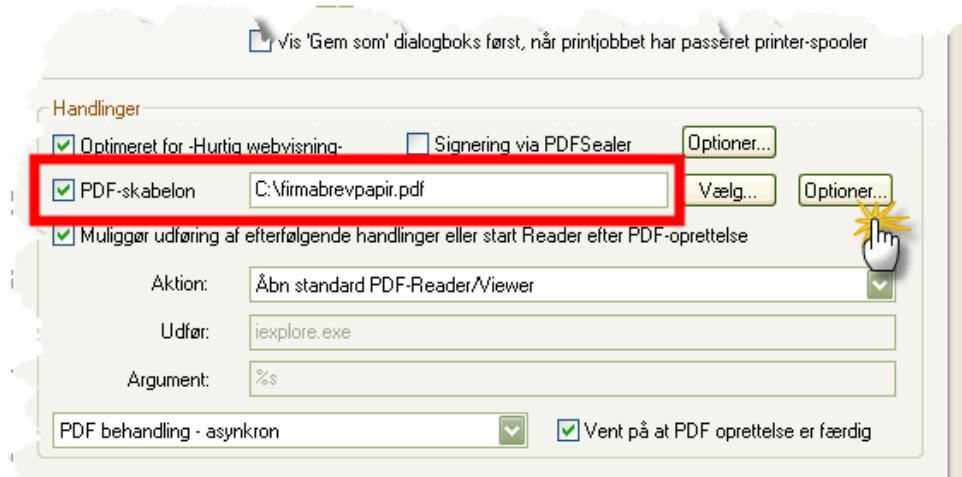 Vis 'Gem som' dialogboks først, når printjobbet har passeret printer-spooler
Handlinger
Optimeret for -Hurtig webvisning- Signering via PDFSealer Optioner...
PDF-skabelon C:\firmabrevpapir.pdf Vælg... Optioner...
Muliggør udføring af efterfølgende handlinger eller start Reader efter PDF-oprettelse
Aktion: Åbn standard PDF-Reader/Viewer
Udfør: iexplore.exe
Argument: %s
PDF behandling - asynkron Vent på at PDF oprettelse er færdig